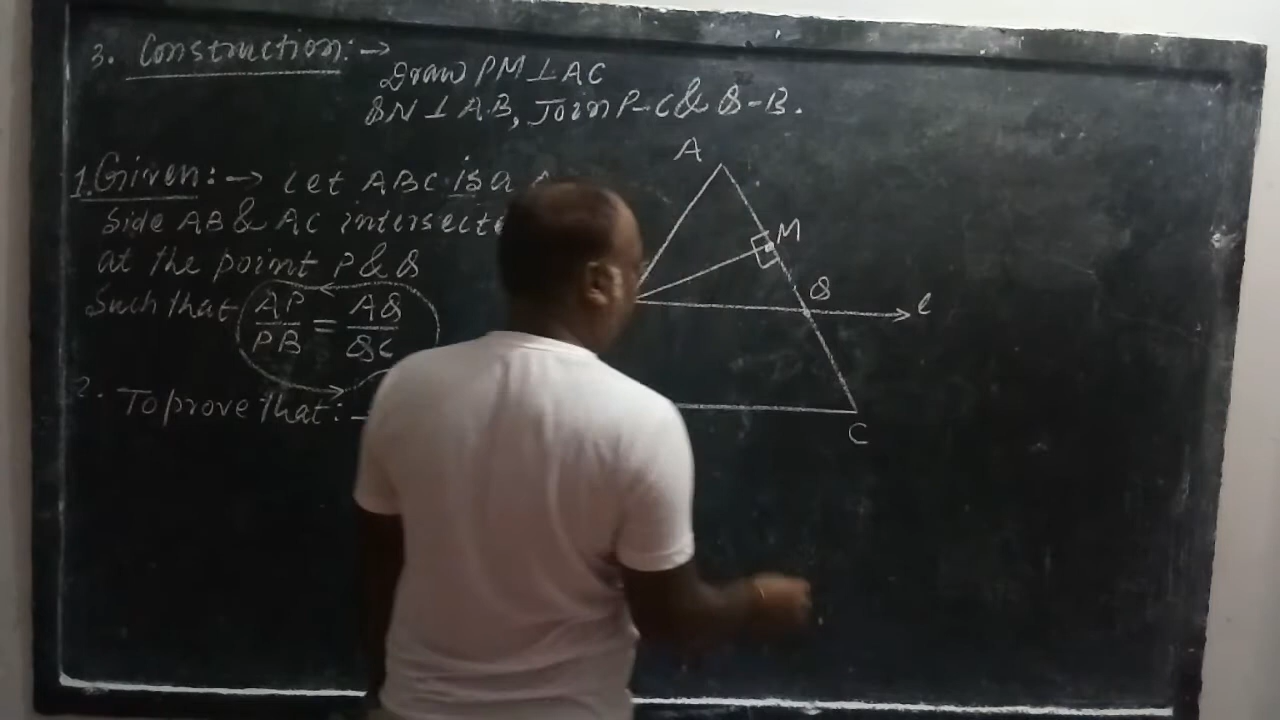 3. Construction:→
Draw PM⊥AC
QN⊥AB, Join P-C & Q-B.
1. Given:→ Let ABC is a
Side AB & AC intersecte
at the point P & Q
Such that AP/PB = AQ/QC
2. To prove that:-
A
M
Q
l
C